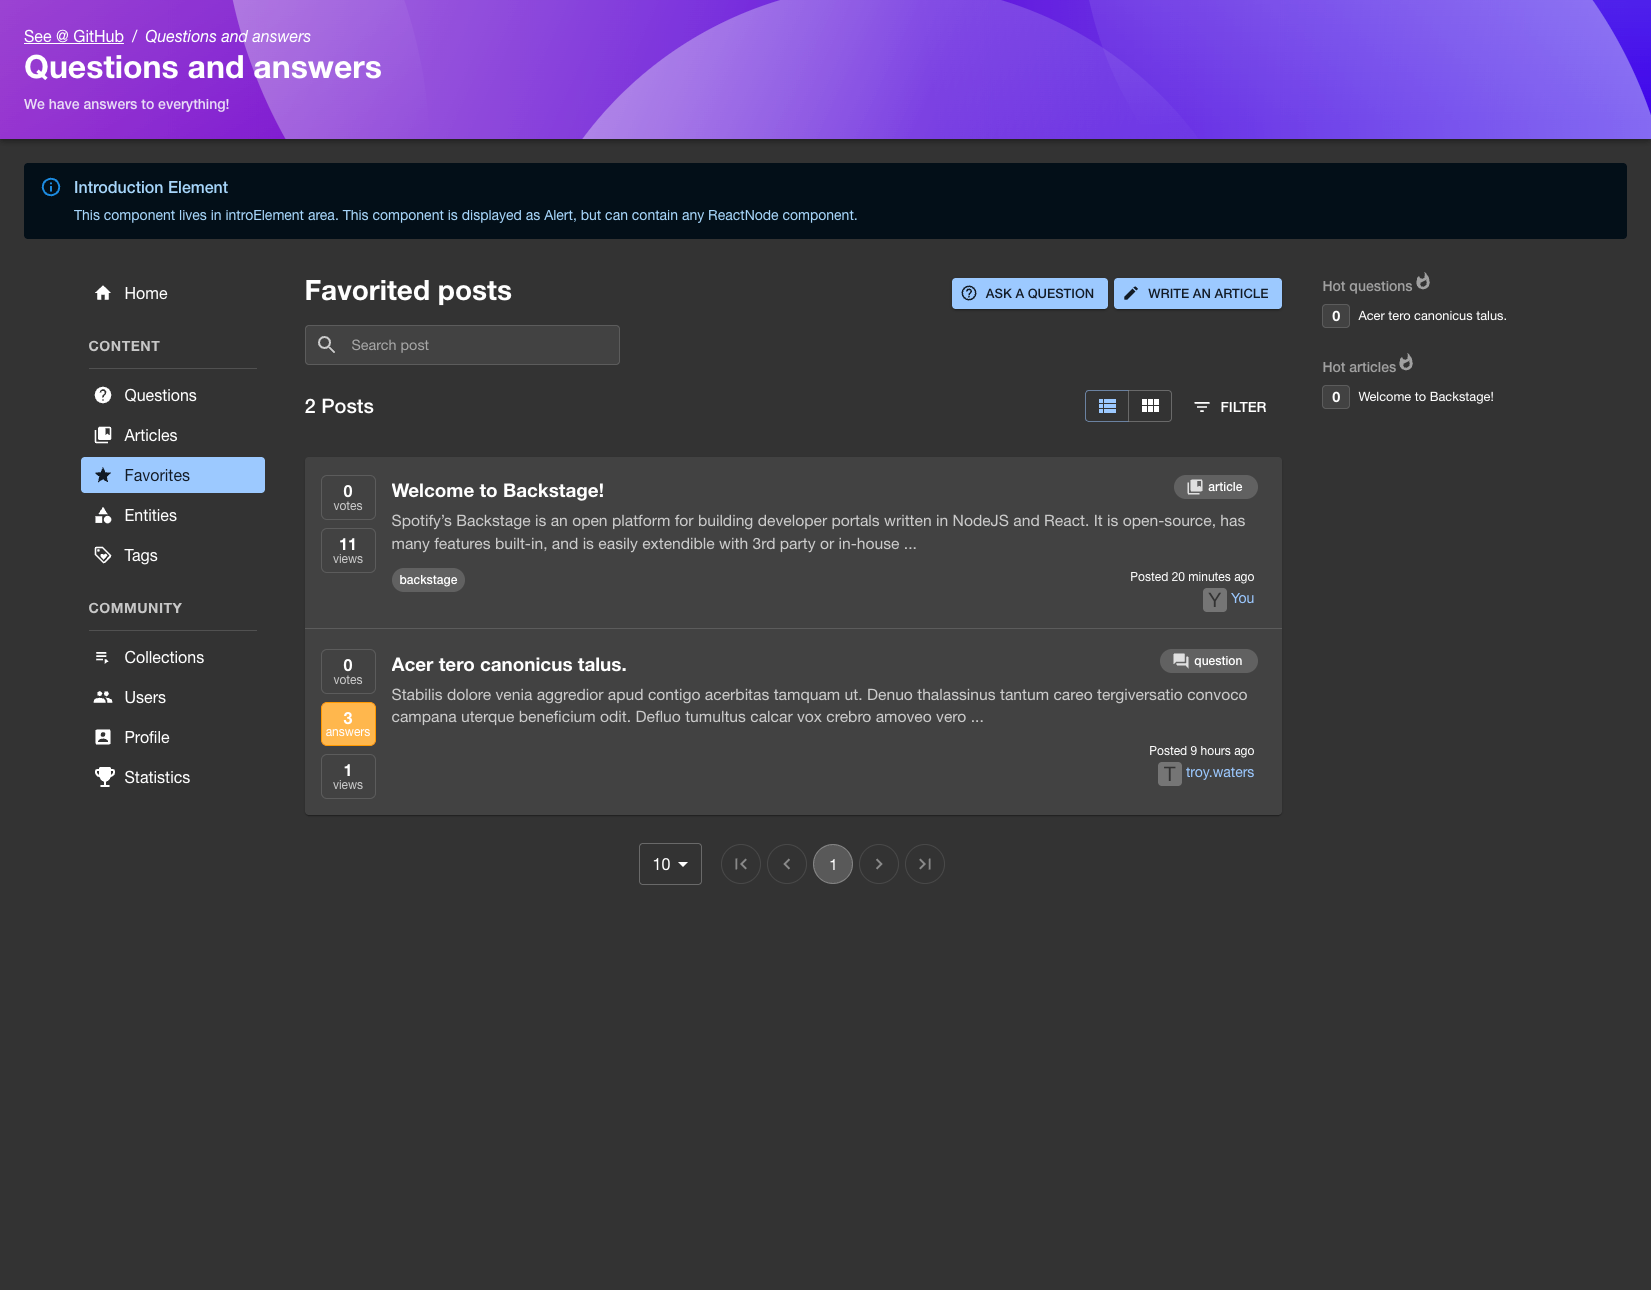 See @ GitHub / Questions and answers
Questions and answers
We have answers to everything!
Introduction Element
This component lives in introElement area. This component is displayed as Alert, but can contain any ReactNode component.
Home
CONTENT
Questions
Articles
Favorites
Entities
Tags
COMMUNITY
Collections
Users
Profile
Statistics
Favorited posts
ASK A QUESTION
WRITE AN ARTICLE
Search post
2 Posts
FILTER
0
votes
11
views
Welcome to Backstage!
article
Spotify’s Backstage is an open platform for building developer portals written in NodeJS and React. It is open-source, has
many features built-in, and is easily extendible with 3rd party or in-house ...
backstage
Posted 20 minutes ago
Y You
0
votes
3
answers
1
views
Acer tero canonicus talus.
question
Stabilis dolore venia aggredior apud contigo acerbitas tamquam ut. Denuo thalassinus tantum careo tergiversatio convoco
campana uterque beneficium odit. Defluo tumultus calcar vox crebro amoveo vero ...
Posted 9 hours ago
T troy.waters
10
1
Hot questions
0 Acer tero canonicus talus.
Hot articles
0 Welcome to Backstage!